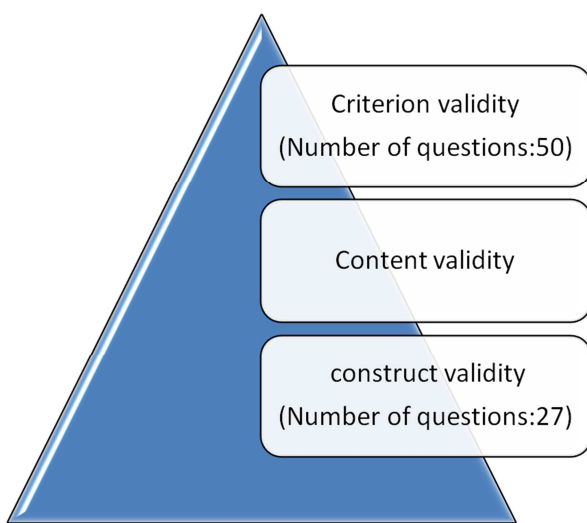 Criterion validity
(Number of questions:50)
Content validity
construct validity
(Number of questions:27)